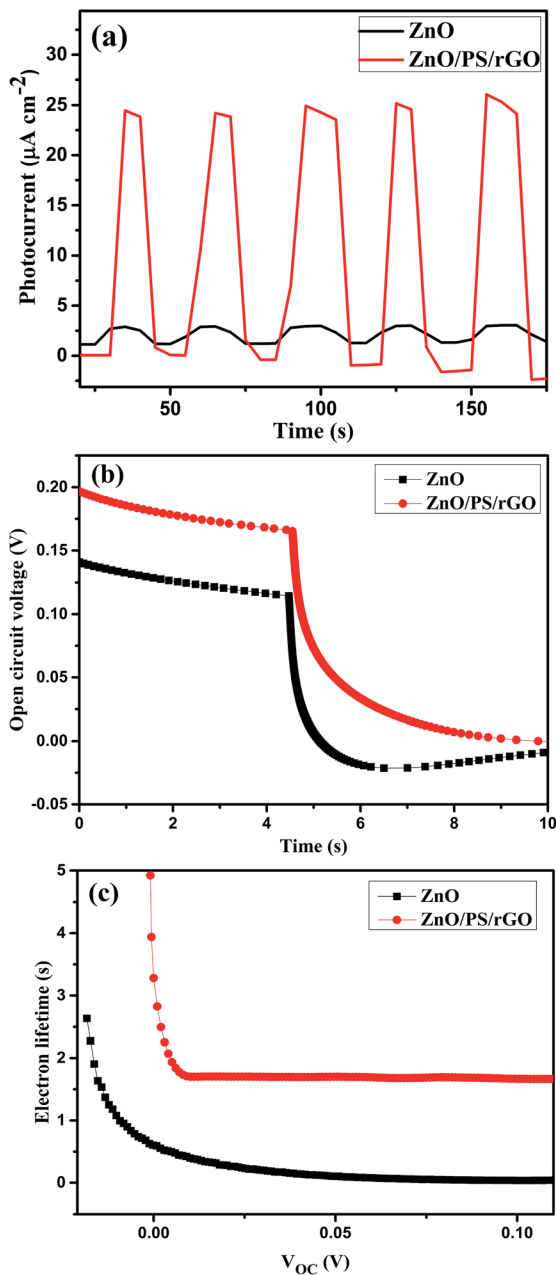 (a)
ZnO
ZnO/PS/rGO
Photocurrent (μA cm⁻²)
30
25
20
15
10
5
0
50
100
150
Time (s)
(b)
ZnO
ZnO/PS/rGO
Open circuit voltage (V)
0.20
0.15
0.10
0.05
0.00
-0.05
0
2
4
6
8
10
Time (s)
(c)
ZnO
ZnO/PS/rGO
Electron lifetime (s)
5
4
3
2
1
0
0.00
0.05
0.10
V_OC (V)